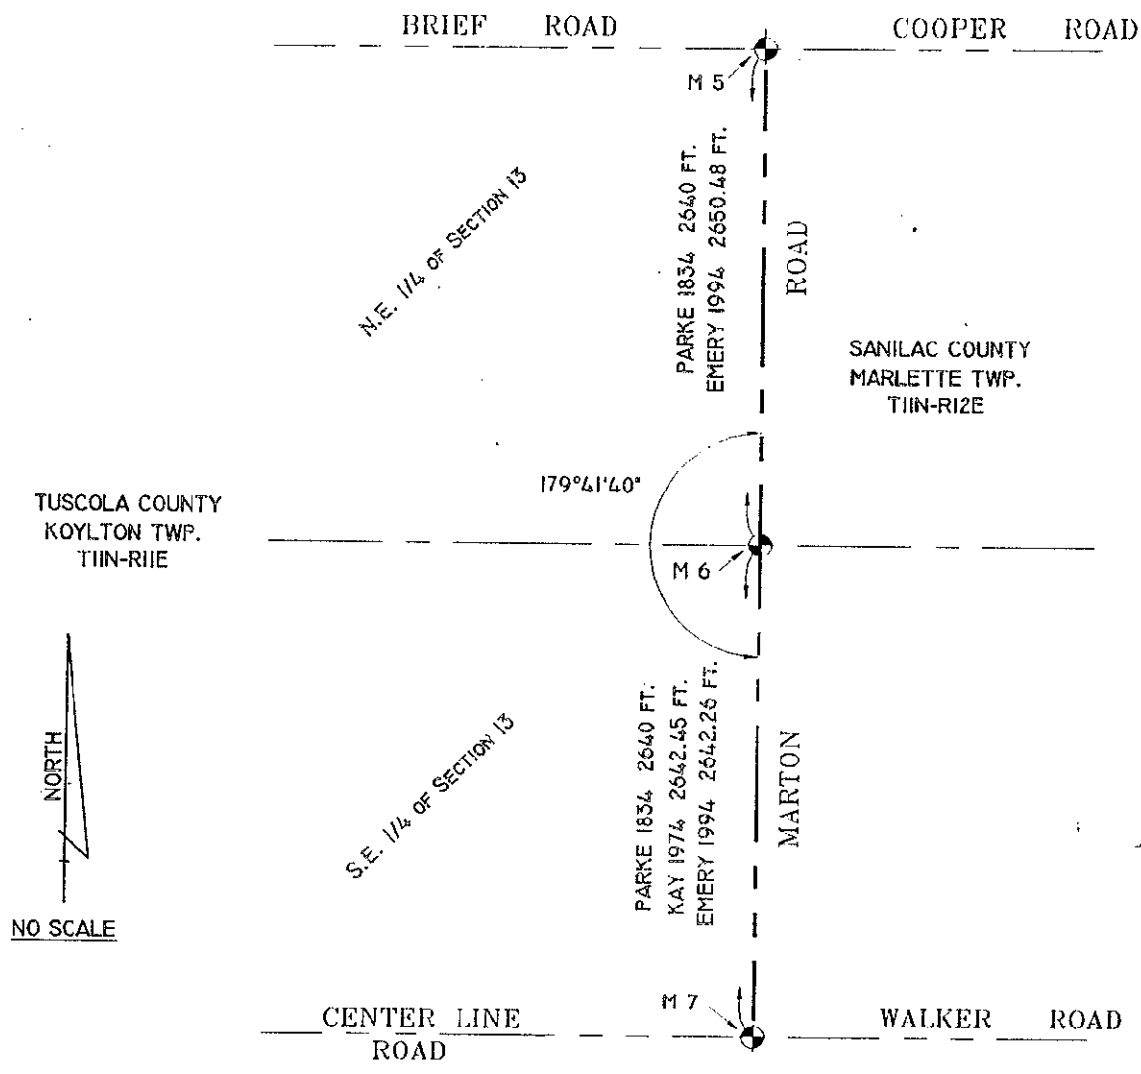 BRIEF ROAD
COOPER ROAD
M 5
PARKE 1834 2640 FT.
EMERY 1994 2650.48 FT.
ROAD
N.E. 1/4 OF SECTION 13
SANILAC COUNTY
MARLETTE TWP.
T11N-R12E
179°41'40"
TUSCOLA COUNTY
KOYLTON TWP.
T11N-R11E
M 6
NORTH
NO SCALE
S.E. 1/4 OF SECTION 13
PARKE 1834 2640 FT.
KAY 1974 2642.45 FT.
EMERY 1994 2642.26 FT.
MARTON
M 7
CENTER LINE
ROAD
WALKER ROAD